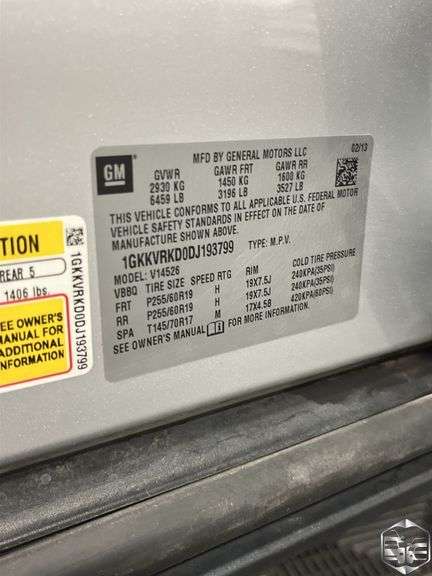 GM
MFD BY GENERAL MOTORS LLC 02/13
GVWR GAWR FRT GAWR RR
2930 KG 1450 KG 1600 KG
6459 LB 3196 LB 3527 LB
THIS VEHICLE CONFORMS TO ALL APPLICABLE U.S. FEDERAL MOTOR
VEHICLE SAFETY STANDARDS IN EFFECT ON THE DATE OF
MANUFACTURE SHOWN ABOVE.
1GKKVRKD0DJ193799 TYPE: M.P.V.
MODEL: V14526
VBBQ TIRE SIZE SPEED RTG RIM COLD TIRE PRESSURE
FRT P255/60R19 H 19X7.5J 240KPA(35PSI)
RR P255/60R19 H 19X7.5J 240KPA(35PSI)
SPA T145/70R17 M 17X4.5B 420KPA(60PSI)
SEE OWNER'S MANUAL FOR MORE INFORMATION.
TION
REAR 5
1406 lbs
SEE OWNER'S
MANUAL FOR
ADDITIONAL
INFORMATION
1GKKVRKD0DJ193799